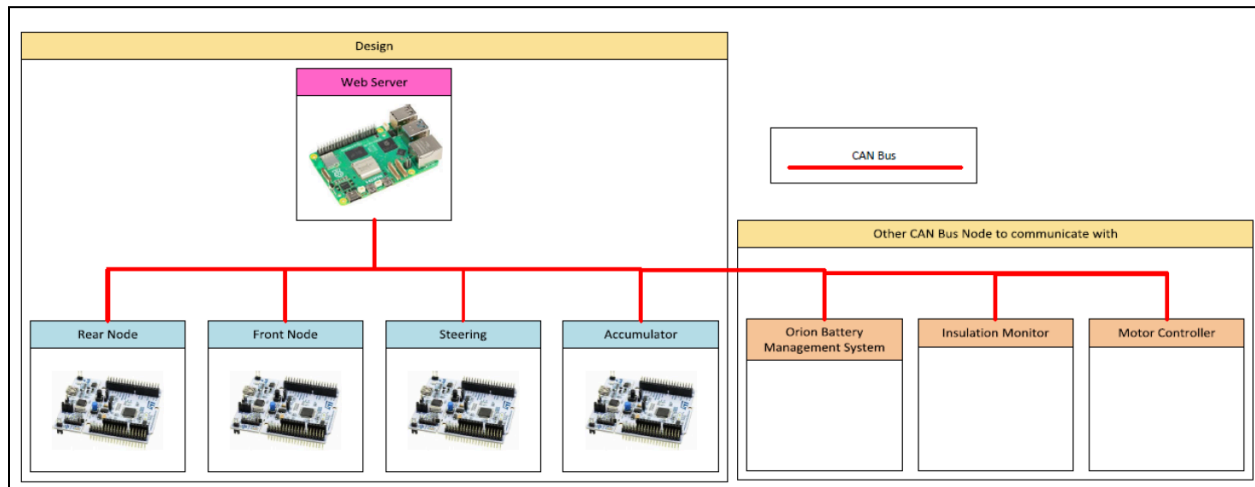 Design
Web Server
CAN Bus
Other CAN Bus Node to communicate with
Rear Node
Front Node
Steering
Accumulator
Orion Battery
Management System
Insulation Monitor
Motor Controller